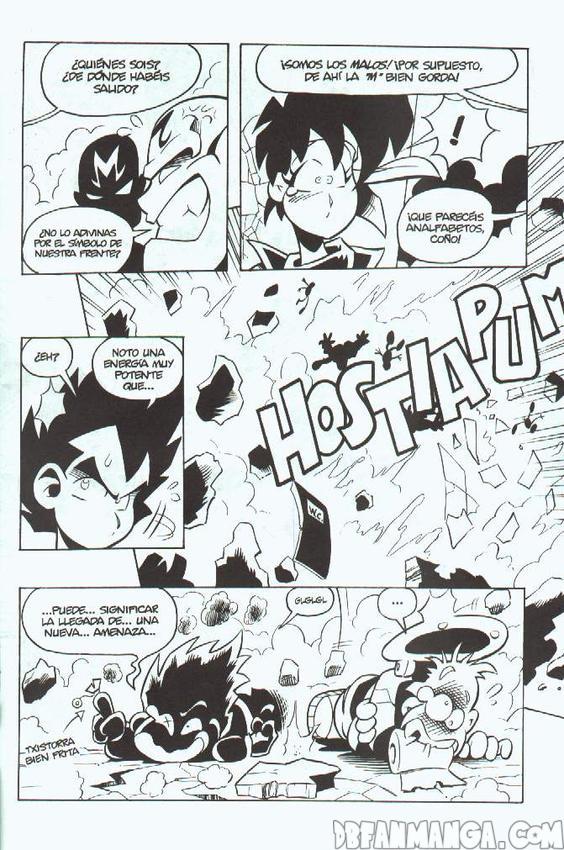 ¿QUIÉNES SOIS?
¿DE DÓNDE HABÉIS
SALIDO?
¿NO LO ADIVINAS
POR EL SÍMBOLO DE
NUESTRA FRENTE?
¡SOMOS LOS MALOS! ¡POR SUPUESTO,
DE AHÍ LA "M" BIEN GORDA!
!
¡QUE PARECÉIS
ANALFABETOS,
COÑO!
¿EH?
NOTO UNA
ENERGÍA MUY
POTENTE
QUE...
HOSTIAPUM
W.C.
...PUEDE... SIGNIFICAR
LA LLEGADA DE... UNA
NUEVA... AMENAZA...
TXISTORRA
BIEN FRITA...
GLGLGL
...
DBFANMANGA.COM